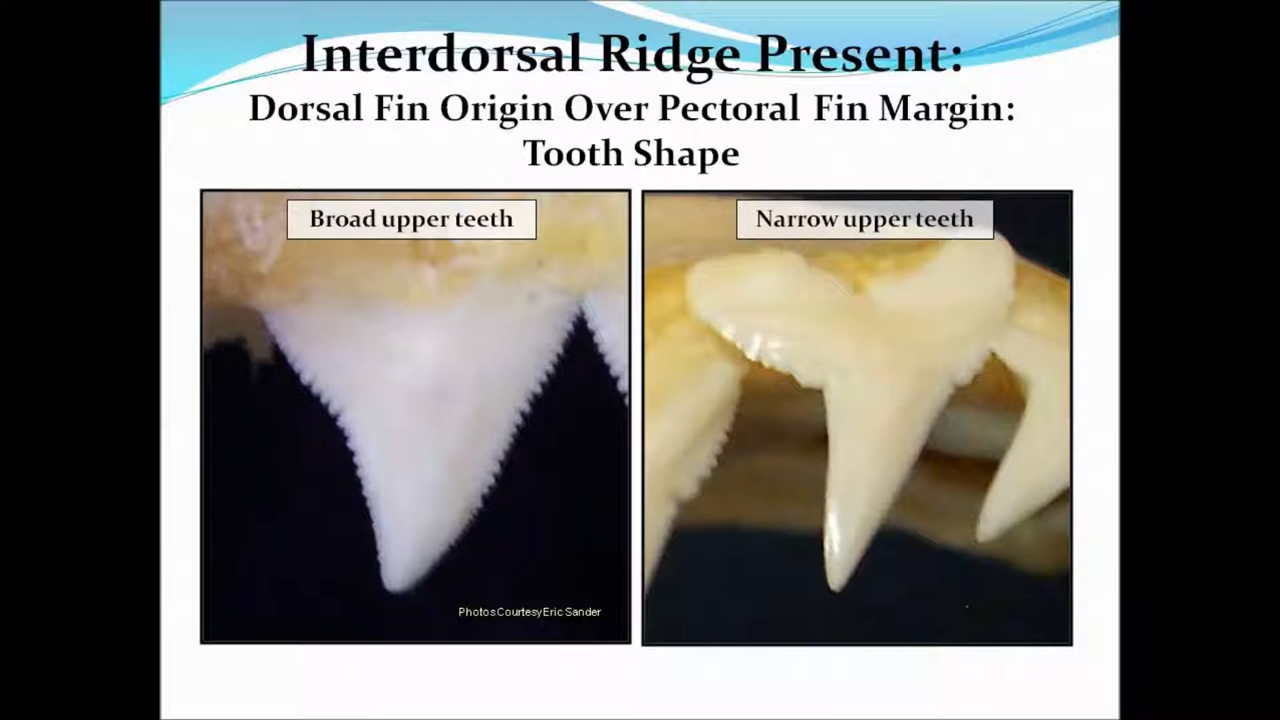 Interdorsal Ridge Present:
Dorsal Fin Origin Over Pectoral Fin Margin:
Tooth Shape
Broad upper teeth
Narrow upper teeth
Photos Courtesy Eric Sander